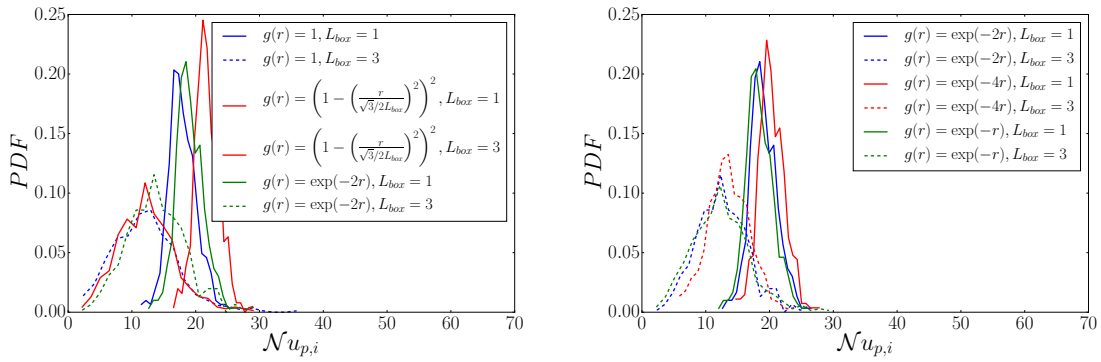 0.25
0.20
0.15
0.10
0.05
0.00
PDF
0 10 20 30 40 50 60 70
𝒩u_{p,i}
g(r) = 1, L_{box} = 1
g(r) = 1, L_{box} = 3
g(r) = (1 − (r / √3/2L_{box})²)², L_{box} = 1
g(r) = (1 − (r / √3/2L_{box})²)², L_{box} = 3
g(r) = exp(−2r), L_{box} = 1
g(r) = exp(−2r), L_{box} = 3
0.25
0.20
0.15
0.10
0.05
0.00
PDF
0 10 20 30 40 50 60 70
𝒩u_{p,i}
g(r) = exp(−2r), L_{box} = 1
g(r) = exp(−2r), L_{box} = 3
g(r) = exp(−4r), L_{box} = 1
g(r) = exp(−4r), L_{box} = 3
g(r) = exp(−r), L_{box} = 1
g(r) = exp(−r), L_{box} = 3